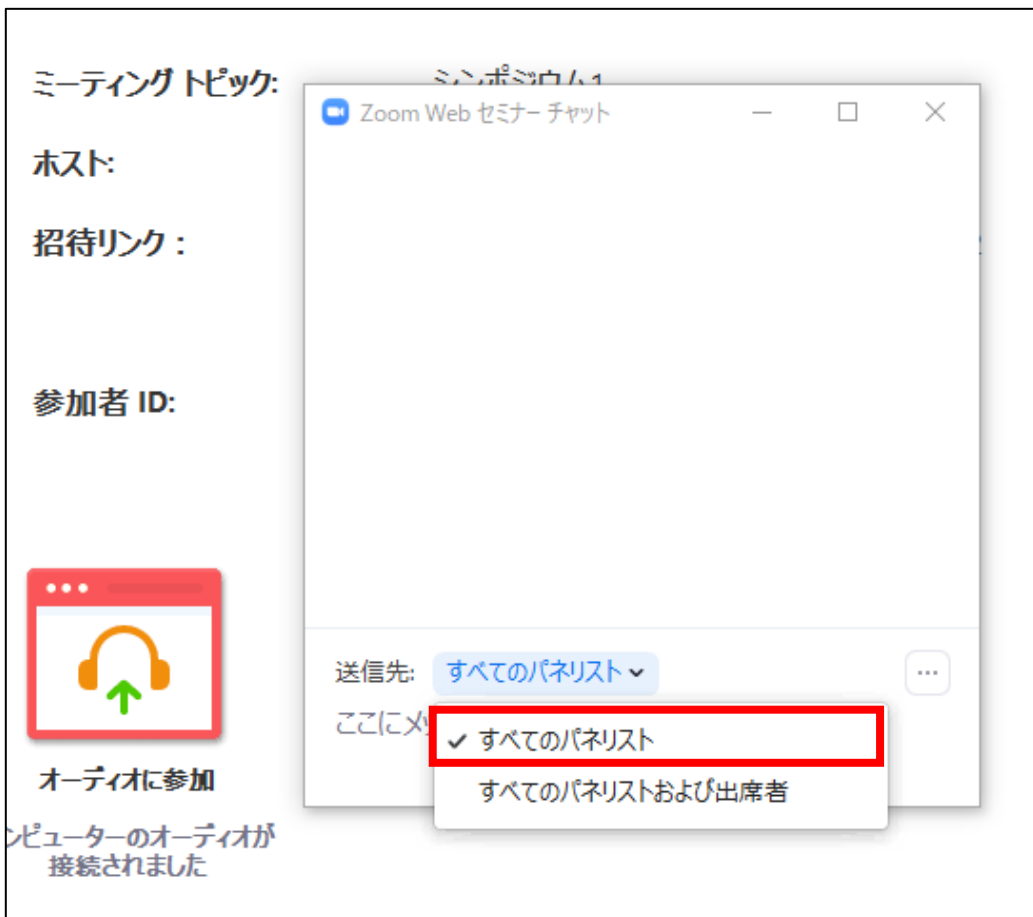 ミーティング トピック:
シンポジウム1
Zoom Web セミナー チャット
ホスト:
招待リンク :
参加者 ID:
送信先: すべてのパネリスト
ここにメッ
すべてのパネリスト
すべてのパネリストおよび出席者
オーディオに参加
ンピューターのオーディオが
接続されました